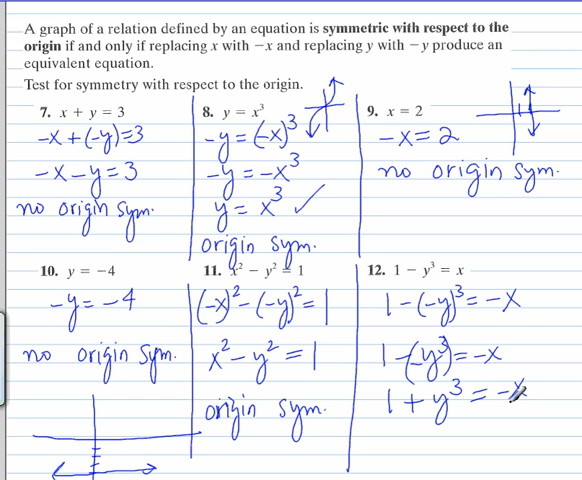 A graph of a relation defined by an equation is symmetric with respect to the
origin if and only if replacing x with −x and replacing y with −y produce an
equivalent equation.
Test for symmetry with respect to the origin.
7. x + y = 3
-x+(-y)=3
-x-y=3
no origin sym.
8. y = x³
-y=(-x)³
-y=-x³
y=x³ ✓
origin sym.
9. x = 2
-x=2
no origin sym.
10. y = −4
-y=-4
no origin sym.
11. x² − y² = 1
(-x)²-(-y)²=1
x²-y²=1
origin sym.
12. 1 − y³ = x
1-(-y)³=-x
1-(-y³)=-x
1+y³=-x